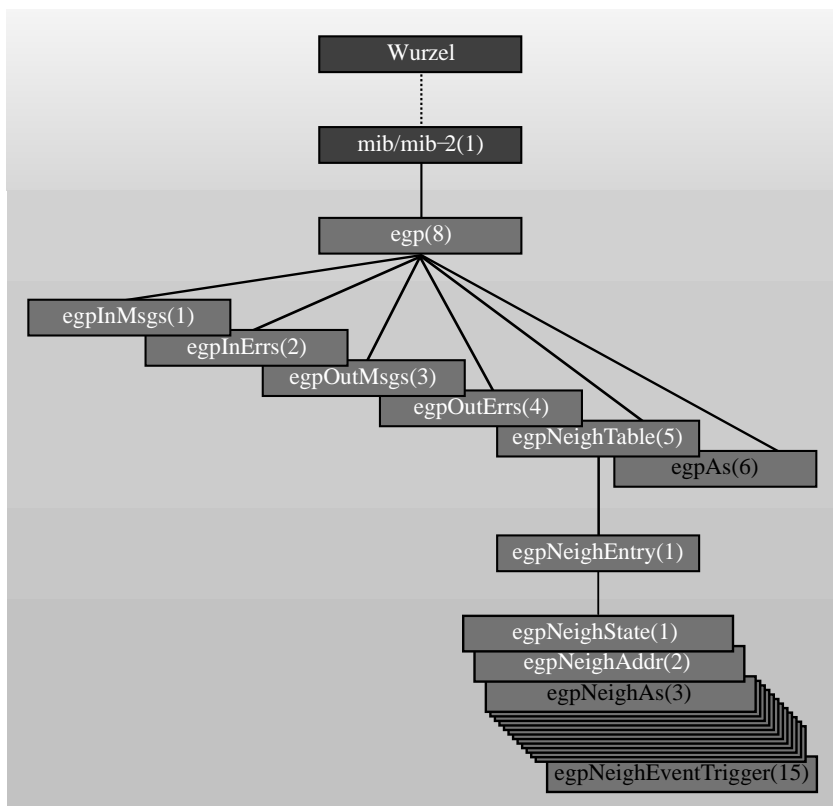 Wurzel
mib/mib-2(1)
egp(8)
egpInMsgs(1)
egpInErrs(2)
egpOutMsgs(3)
egpOutErrs(4)
egpNeighTable(5)
egpAs(6)
egpNeighEntry(1)
egpNeighState(1)
egpNeighAddr(2)
egpNeighAs(3)
egpNeighEventTrigger(15)